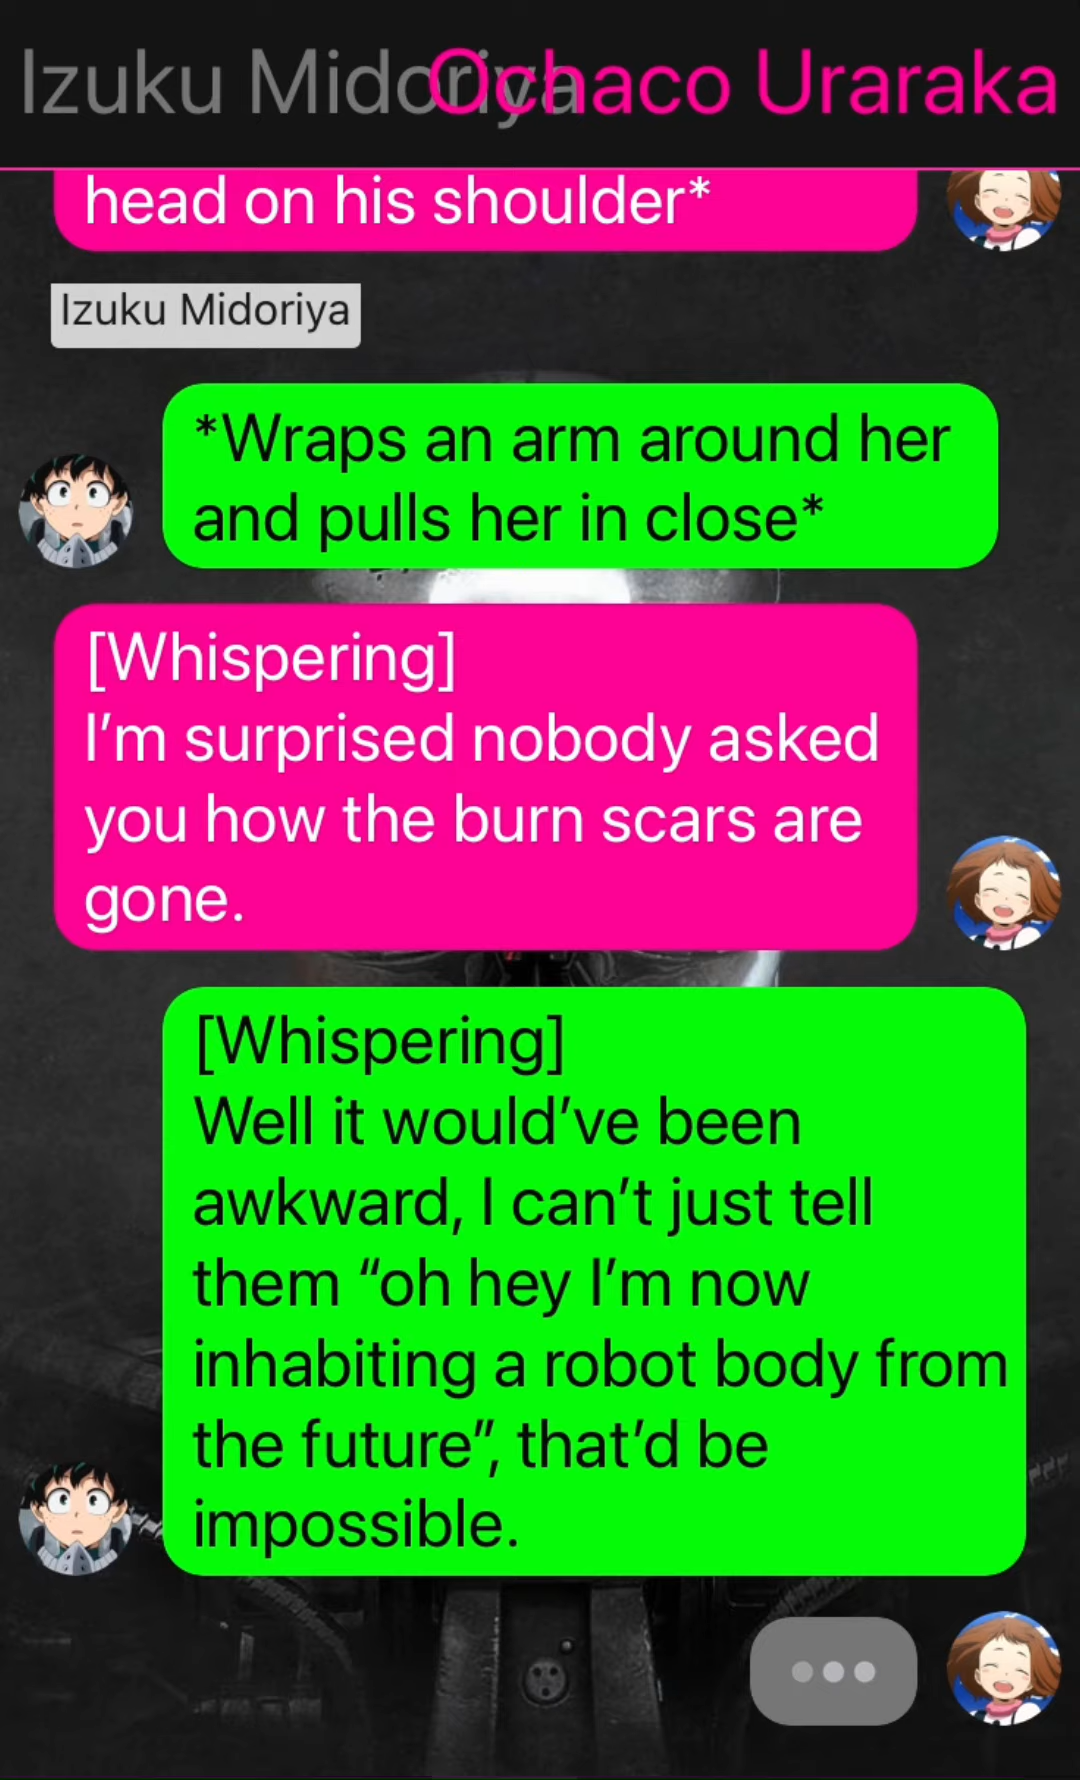 Izuku Midoriya Ochaco Uraraka
head on his shoulder*
Izuku Midoriya
*Wraps an arm around her
and pulls her in close*
[Whispering]
I’m surprised nobody asked
you how the burn scars are
gone.
[Whispering]
Well it would’ve been
awkward, I can’t just tell
them “oh hey I’m now
inhabiting a robot body from
the future”, that’d be
impossible.